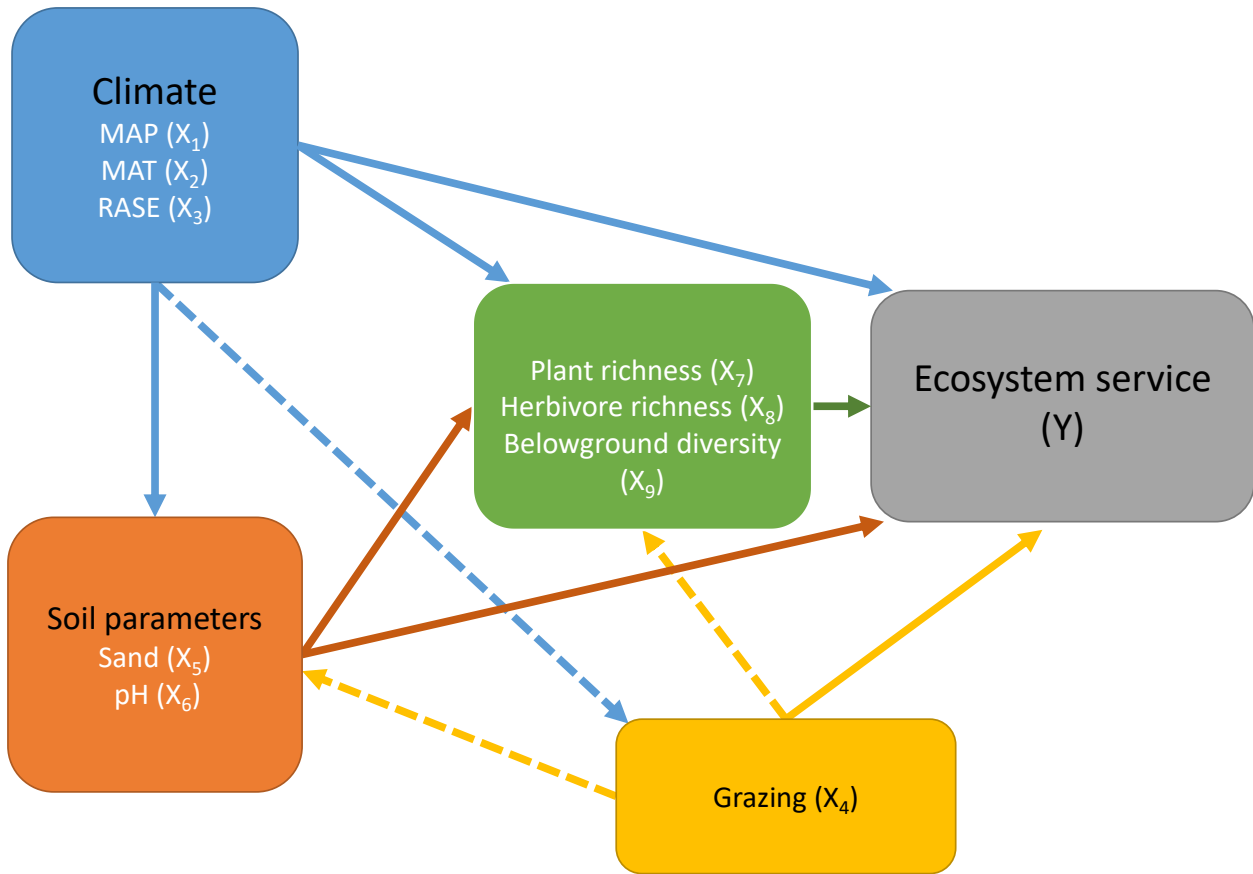 Climate
MAP (X₁)
MAT (X₂)
RASE (X₃)
Plant richness (X₇)
Herbivore richness (X₈)
Belowground diversity
(X₉)
Ecosystem service
(Y)
Soil parameters
Sand (X₅)
pH (X₆)
Grazing (X₄)